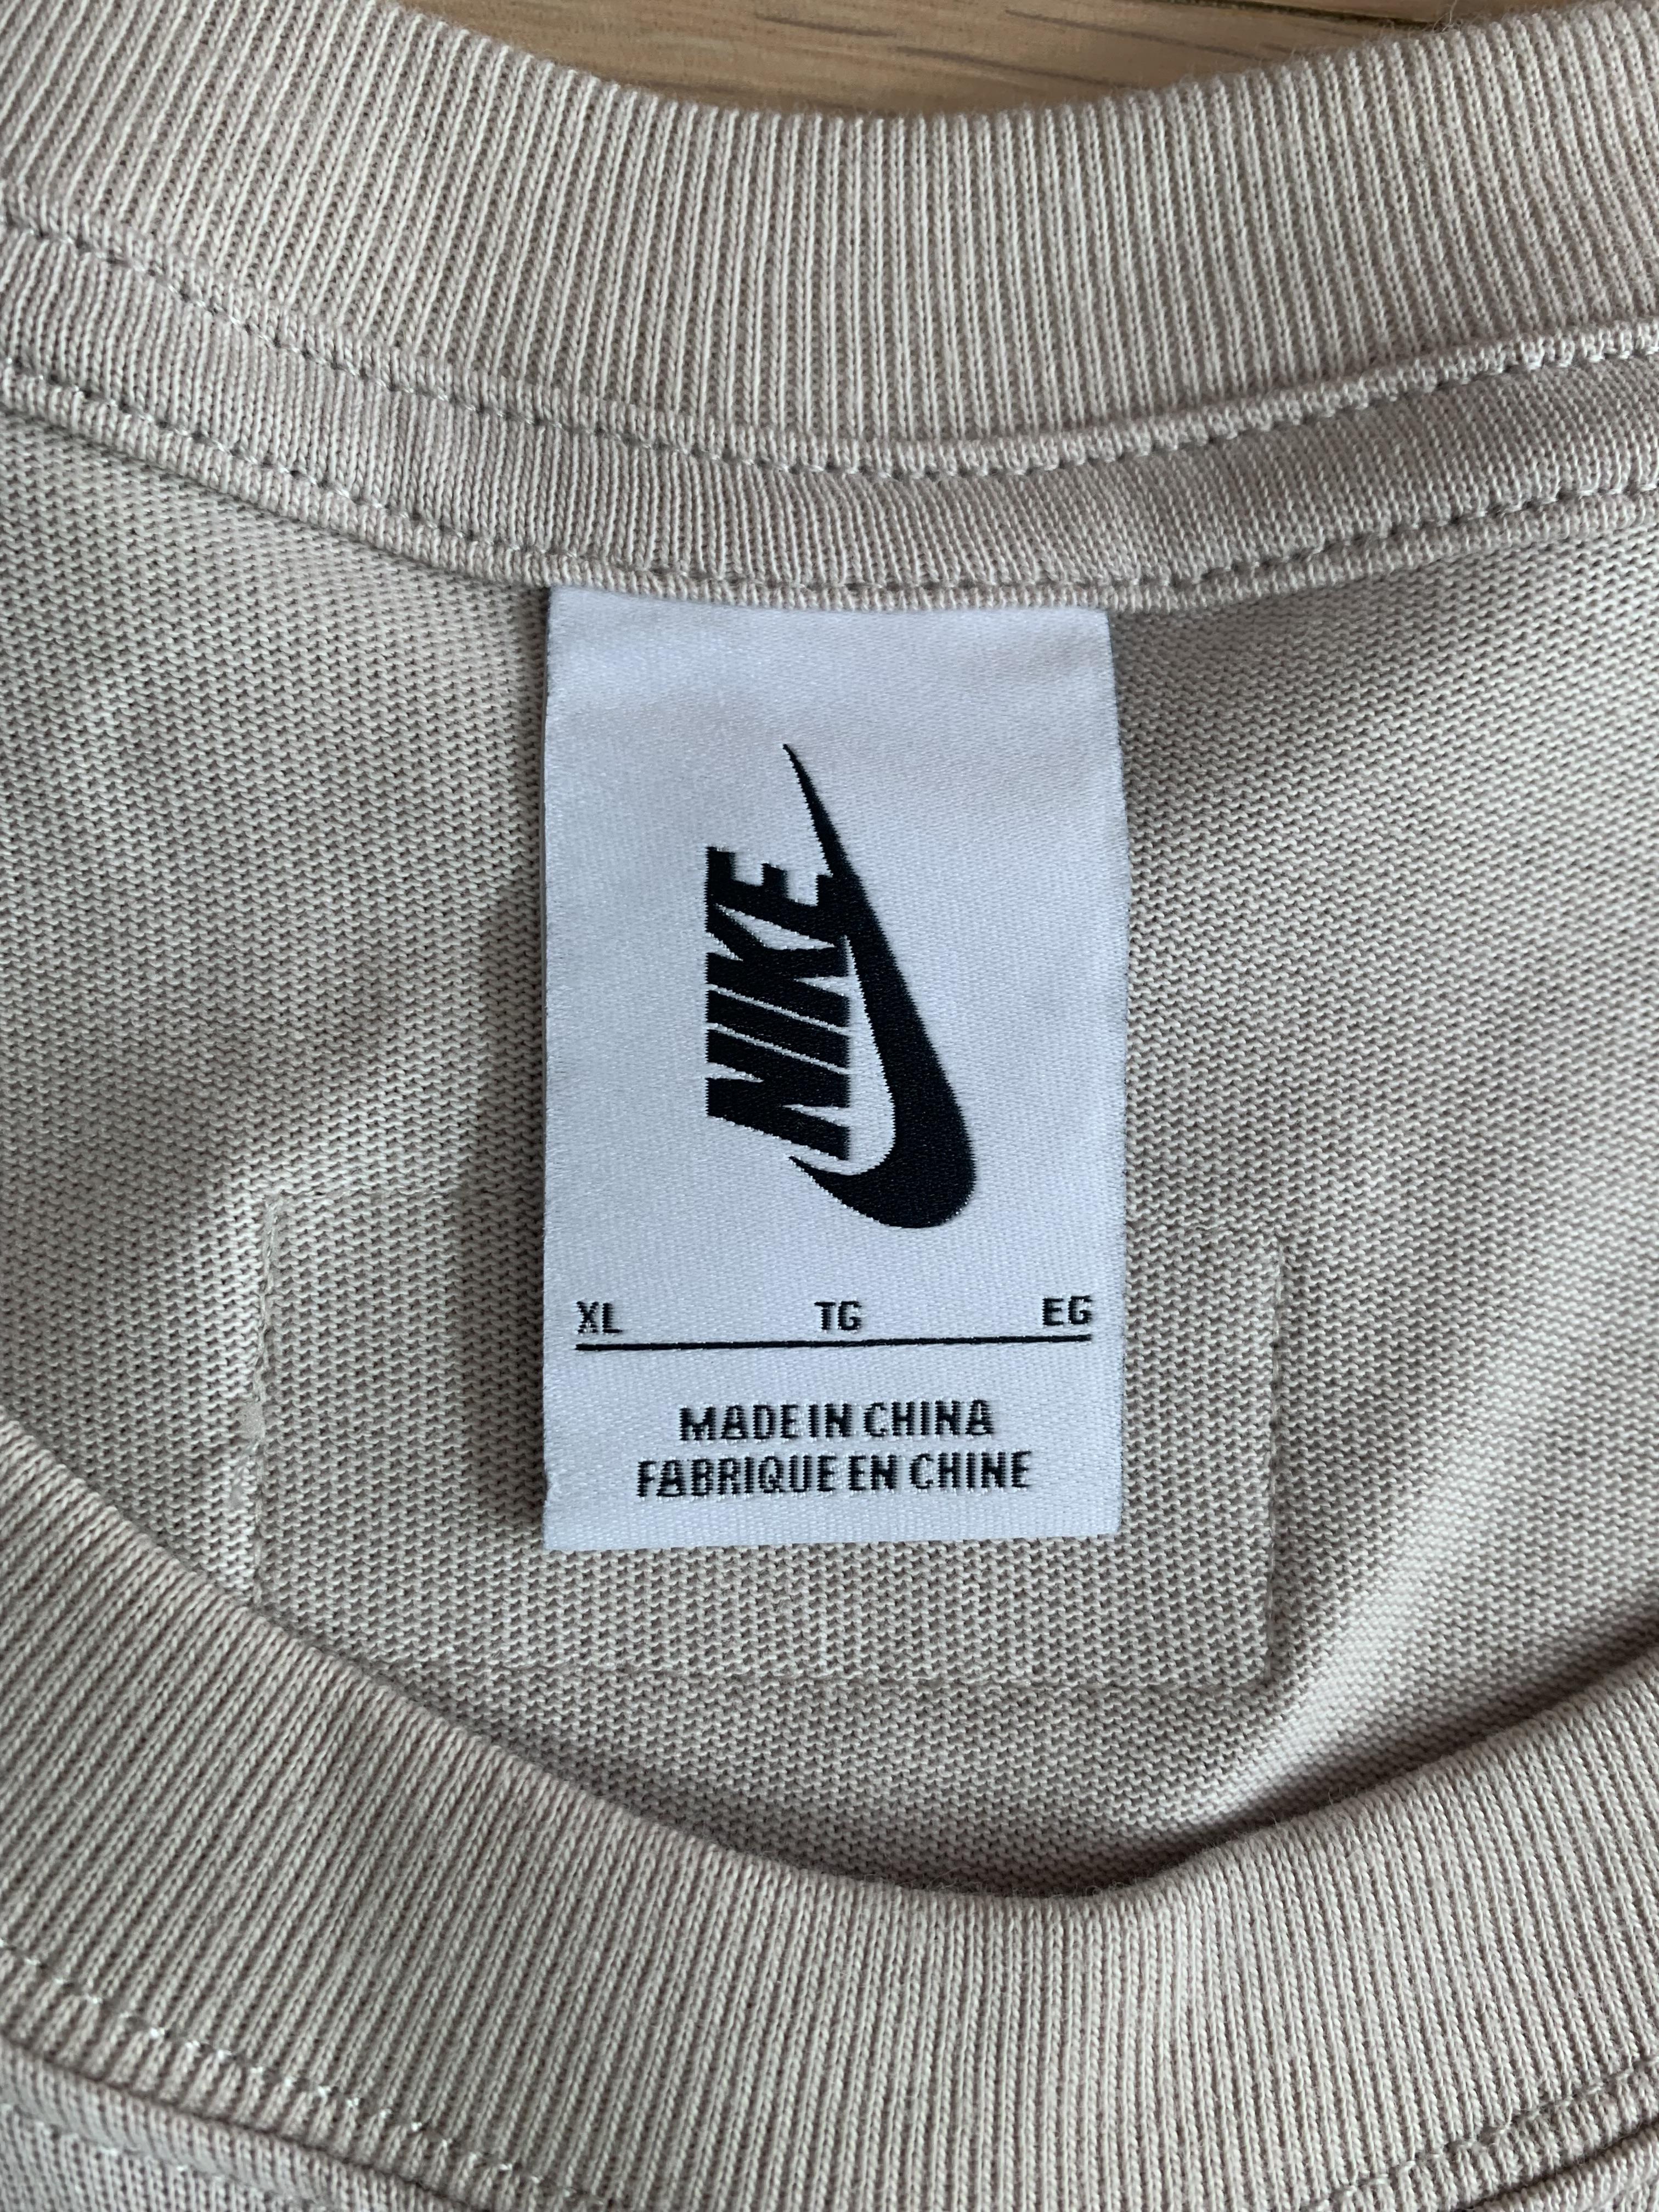 NIKE
XL TG EG
MADE IN CHINA
FABRIQUE EN CHINE